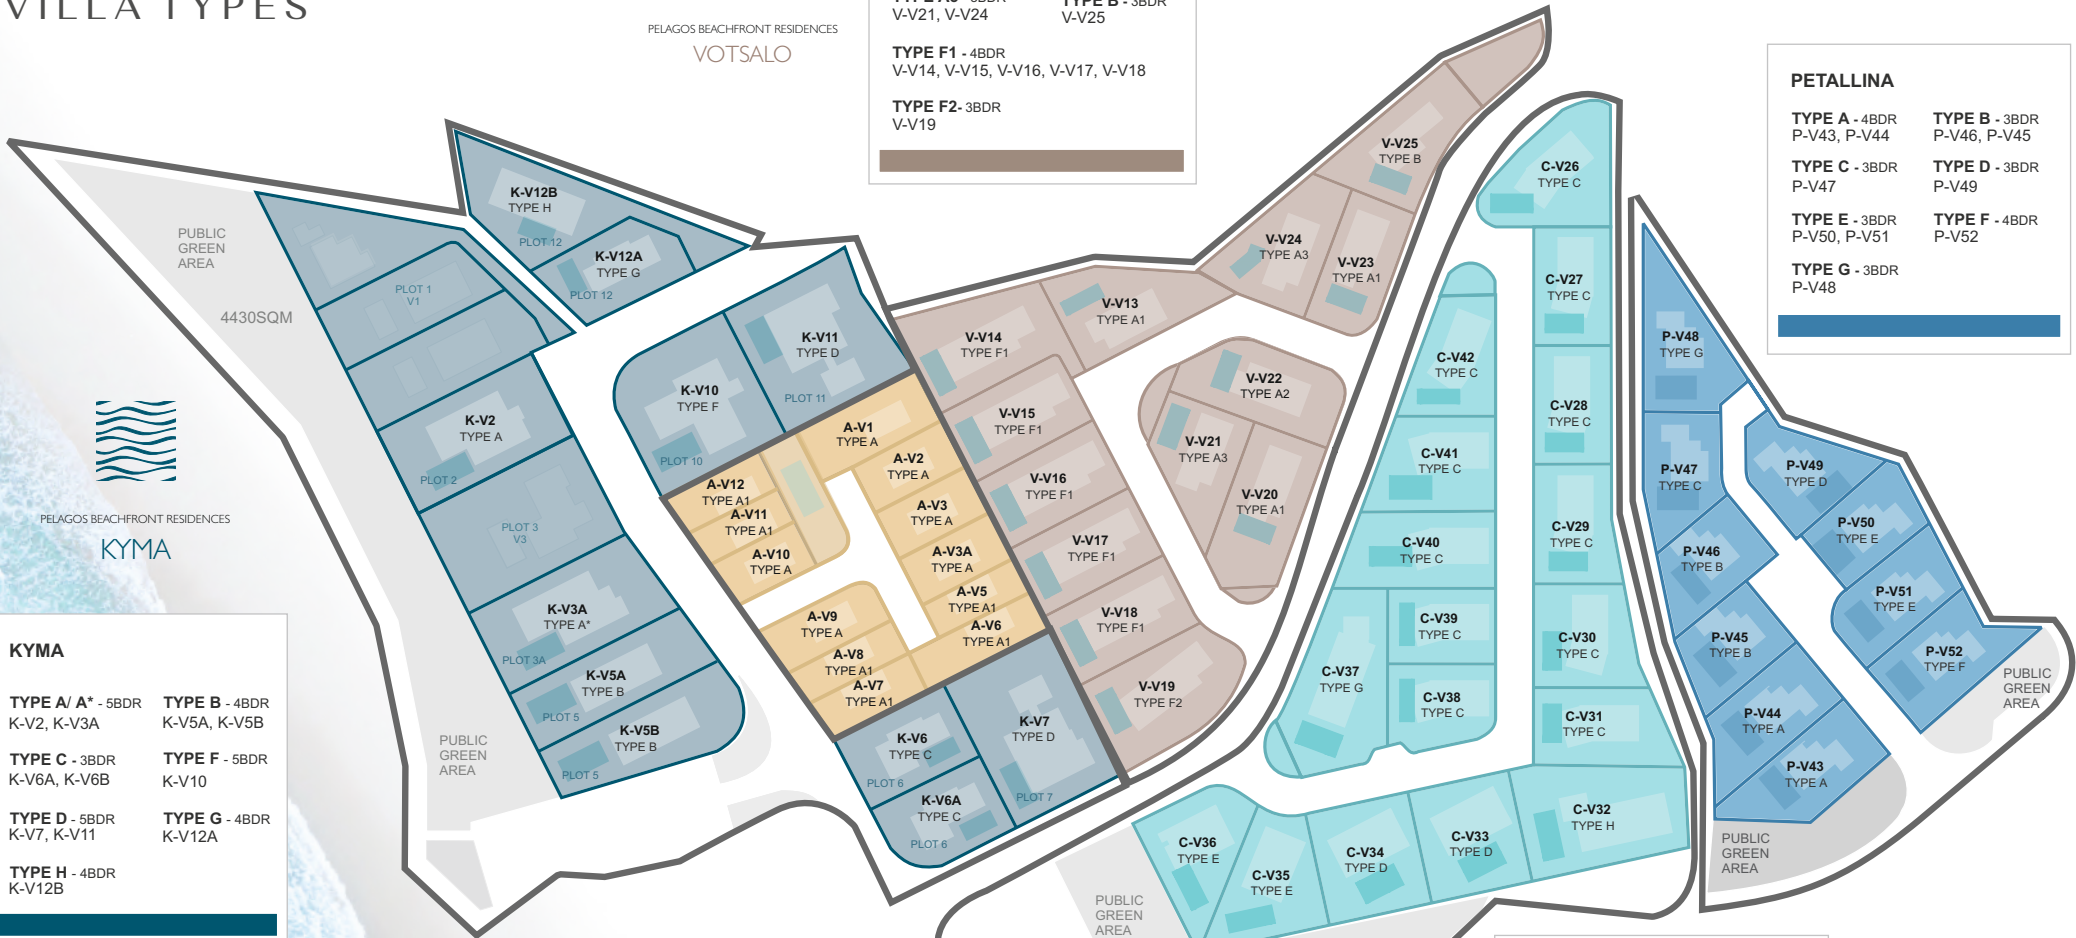 VILLA TYPES
PELAGOS BEACHFRONT RESIDENCES
VOTSALO
V-V21, V-V24
TYPE B - 3BDR
V-V25
TYPE F1 - 4BDR
V-V14, V-V15, V-V16, V-V17, V-V18
TYPE F2- 3BDR
V-V19
PETALLINA
TYPE A - 4BDR
P-V43, P-V44
TYPE B - 3BDR
P-V46, P-V45
TYPE C - 3BDR
P-V47
TYPE D - 3BDR
P-V49
TYPE E - 3BDR
P-V50, P-V51
TYPE F - 4BDR
P-V52
TYPE G - 3BDR
P-V48
PUBLIC
GREEN
AREA
4430SQM
PLOT 1
V1
K-V12B
TYPE H
PLOT 12
K-V12A
TYPE G
PLOT 12
K-V11
TYPE D
PLOT 11
K-V10
TYPE F
PLOT 10
K-V2
TYPE A
PLOT 2
PLOT 3
V3
K-V3A
TYPE A*
PLOT 3A
K-V5A
TYPE B
PLOT 5
K-V5B
TYPE B
PLOT 5
PUBLIC
GREEN
AREA
A-V1
TYPE A
A-V2
TYPE A
A-V3
TYPE A
A-V3A
TYPE A
A-V5
TYPE A1
A-V6
TYPE A1
A-V12
TYPE A1
A-V11
TYPE A1
A-V10
TYPE A
A-V9
TYPE A
A-V8
TYPE A1
A-V7
TYPE A1
K-V6
TYPE C
PLOT 6
K-V6A
TYPE C
PLOT 6
K-V7
TYPE D
PLOT 7
V-V25
TYPE B
V-V24
TYPE A3
V-V23
TYPE A1
V-V13
TYPE A1
V-V14
TYPE F1
V-V15
TYPE F1
V-V16
TYPE F1
V-V17
TYPE F1
V-V18
TYPE F1
V-V19
TYPE F2
V-V22
TYPE A2
V-V21
TYPE A3
V-V20
TYPE A1
C-V26
TYPE C
C-V27
TYPE C
C-V28
TYPE C
C-V29
TYPE C
C-V30
TYPE C
C-V31
TYPE C
C-V32
TYPE H
C-V33
TYPE D
C-V34
TYPE D
C-V35
TYPE E
C-V36
TYPE E
C-V42
TYPE C
C-V41
TYPE C
C-V40
TYPE C
C-V39
TYPE C
C-V38
TYPE C
C-V37
TYPE G
PUBLIC
GREEN
AREA
P-V48
TYPE G
P-V47
TYPE C
P-V46
TYPE B
P-V45
TYPE B
P-V44
TYPE A
P-V43
TYPE A
P-V49
TYPE D
P-V50
TYPE E
P-V51
TYPE E
P-V52
TYPE F
PUBLIC
GREEN
AREA
PUBLIC
GREEN
AREA
PELAGOS BEACHFRONT RESIDENCES
KYMA
KYMA
TYPE A/ A* - 5BDR
K-V2, K-V3A
TYPE B - 4BDR
K-V5A, K-V5B
TYPE C - 3BDR
K-V6A, K-V6B
TYPE F - 5BDR
K-V10
TYPE D - 5BDR
K-V7, K-V11
TYPE G - 4BDR
K-V12A
TYPE H - 4BDR
K-V12B